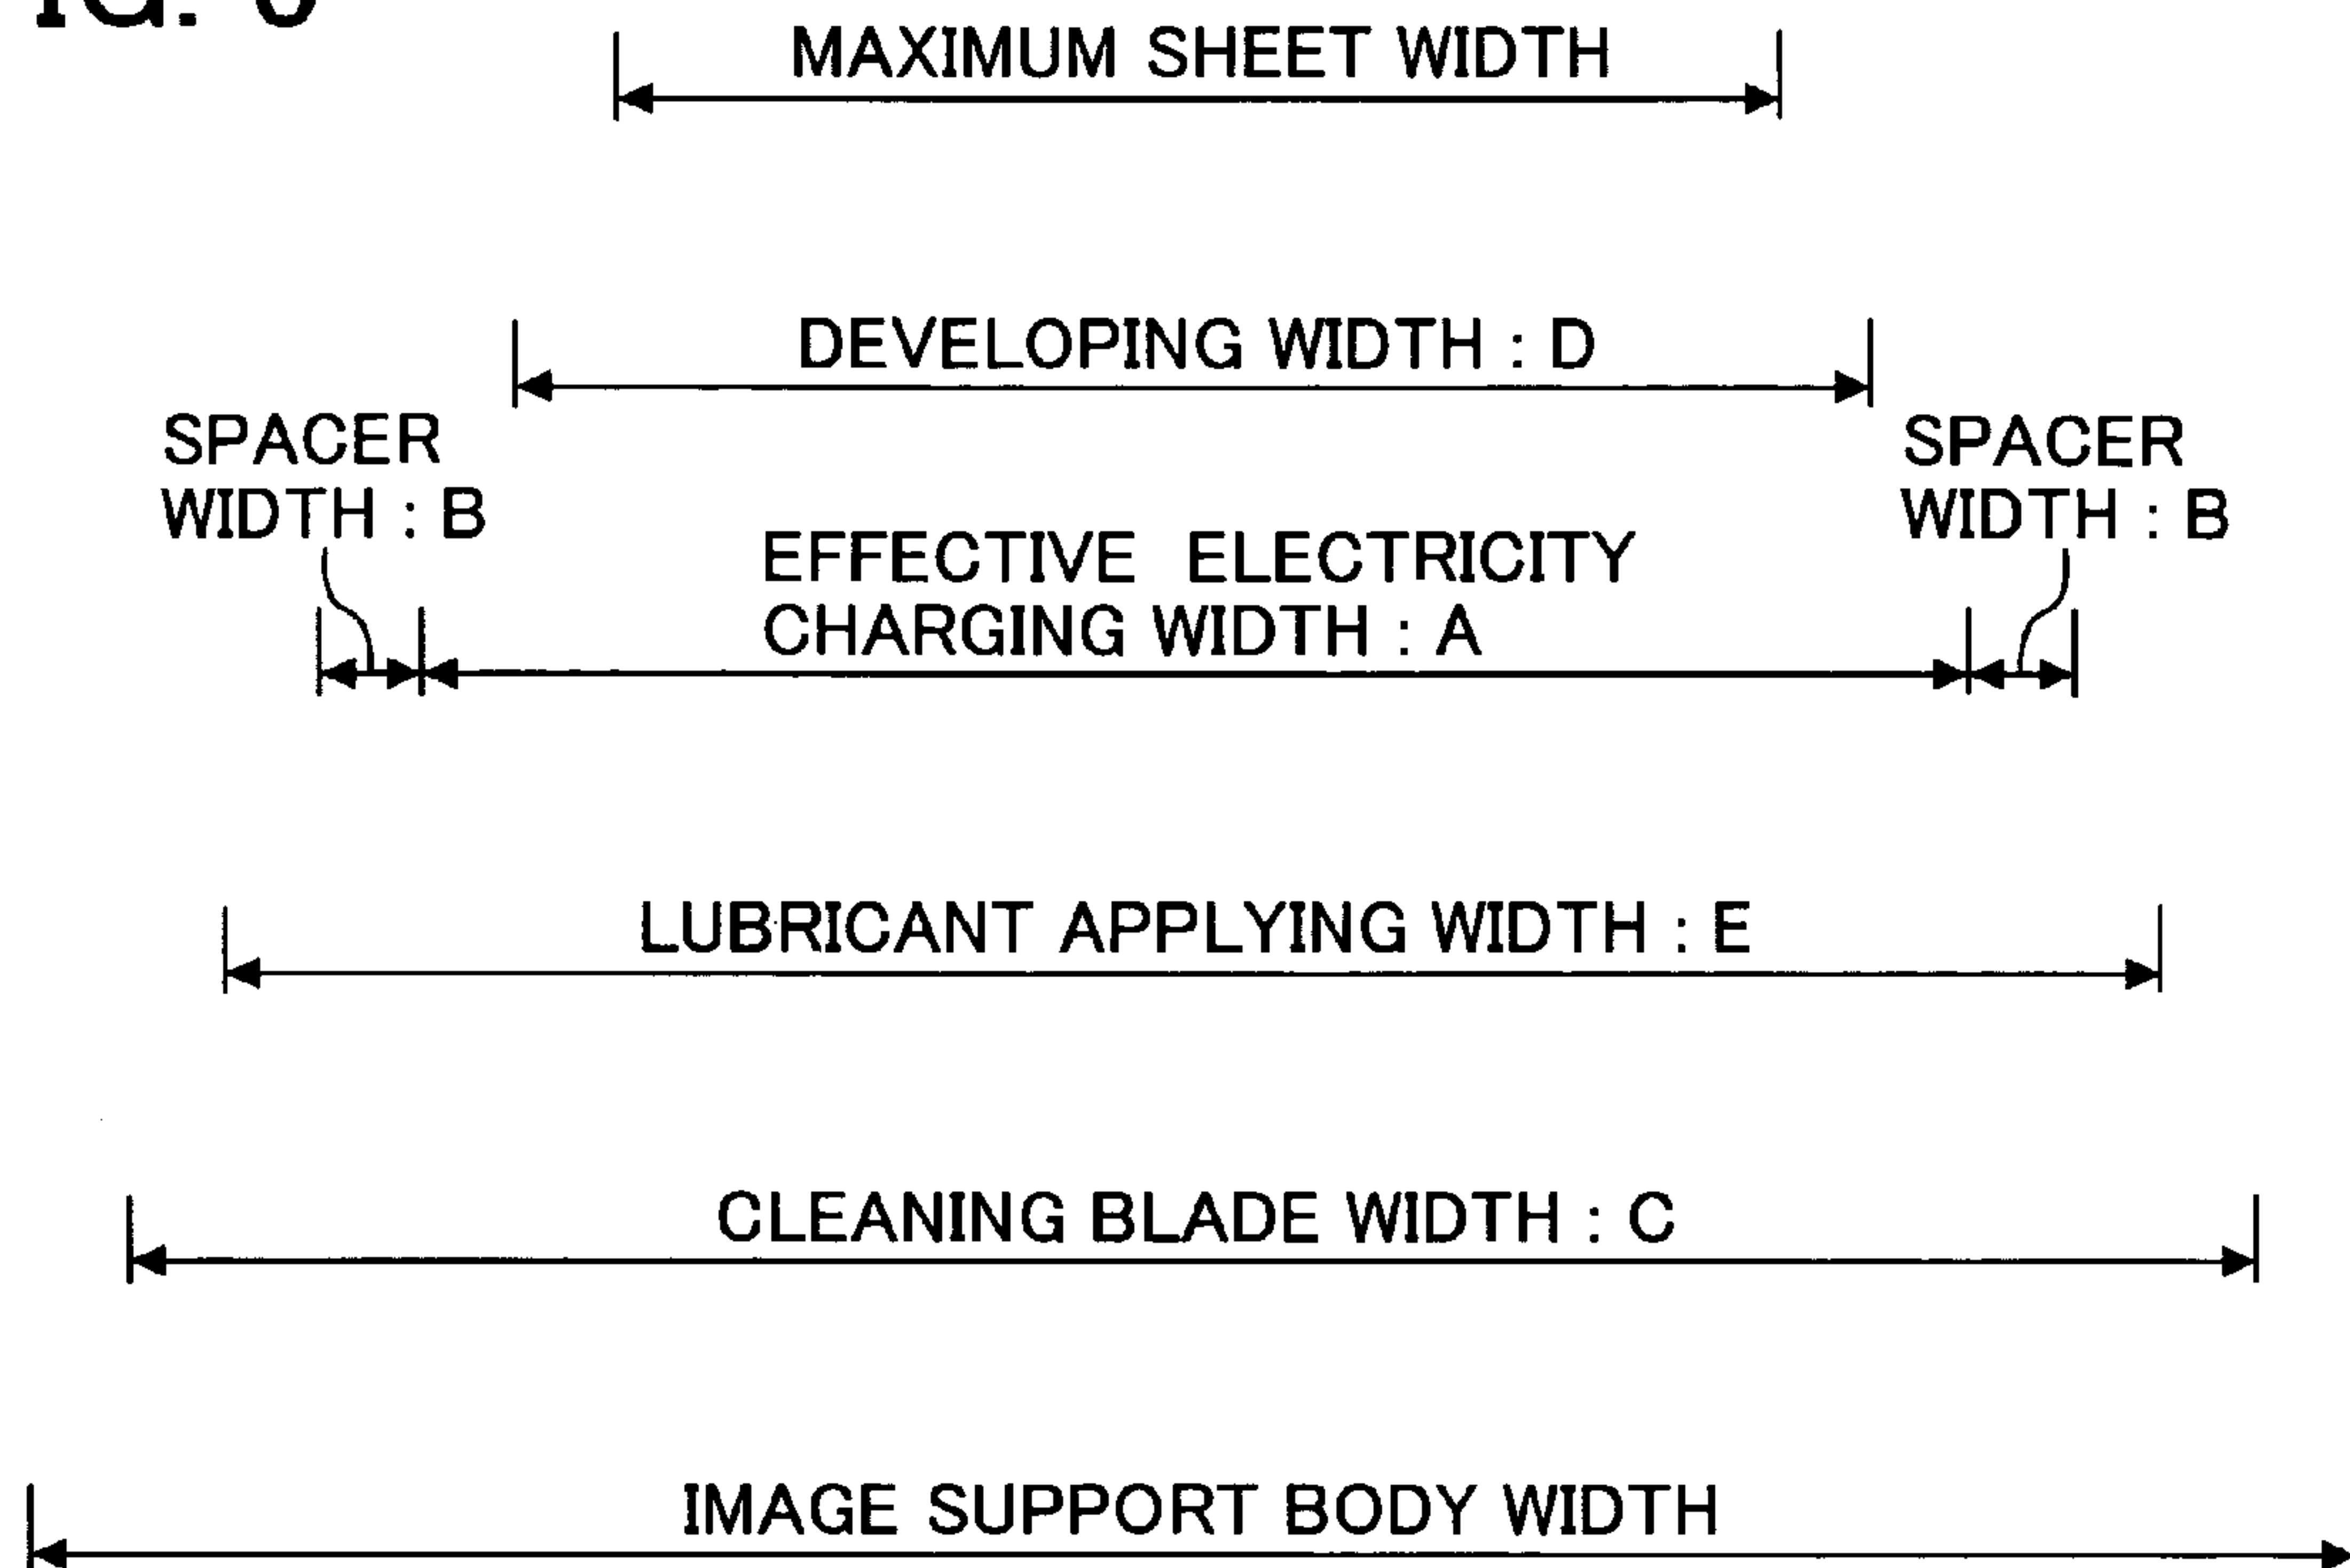 MAXIMUM SHEET WIDTH
DEVELOPING WIDTH : D
SPACER
WIDTH : B
SPACER
WIDTH : B
EFFECTIVE ELECTRICITY
CHARGING WIDTH : A
LUBRICANT APPLYING WIDTH : E
CLEANING BLADE WIDTH : C
IMAGE SUPPORT BODY WIDTH